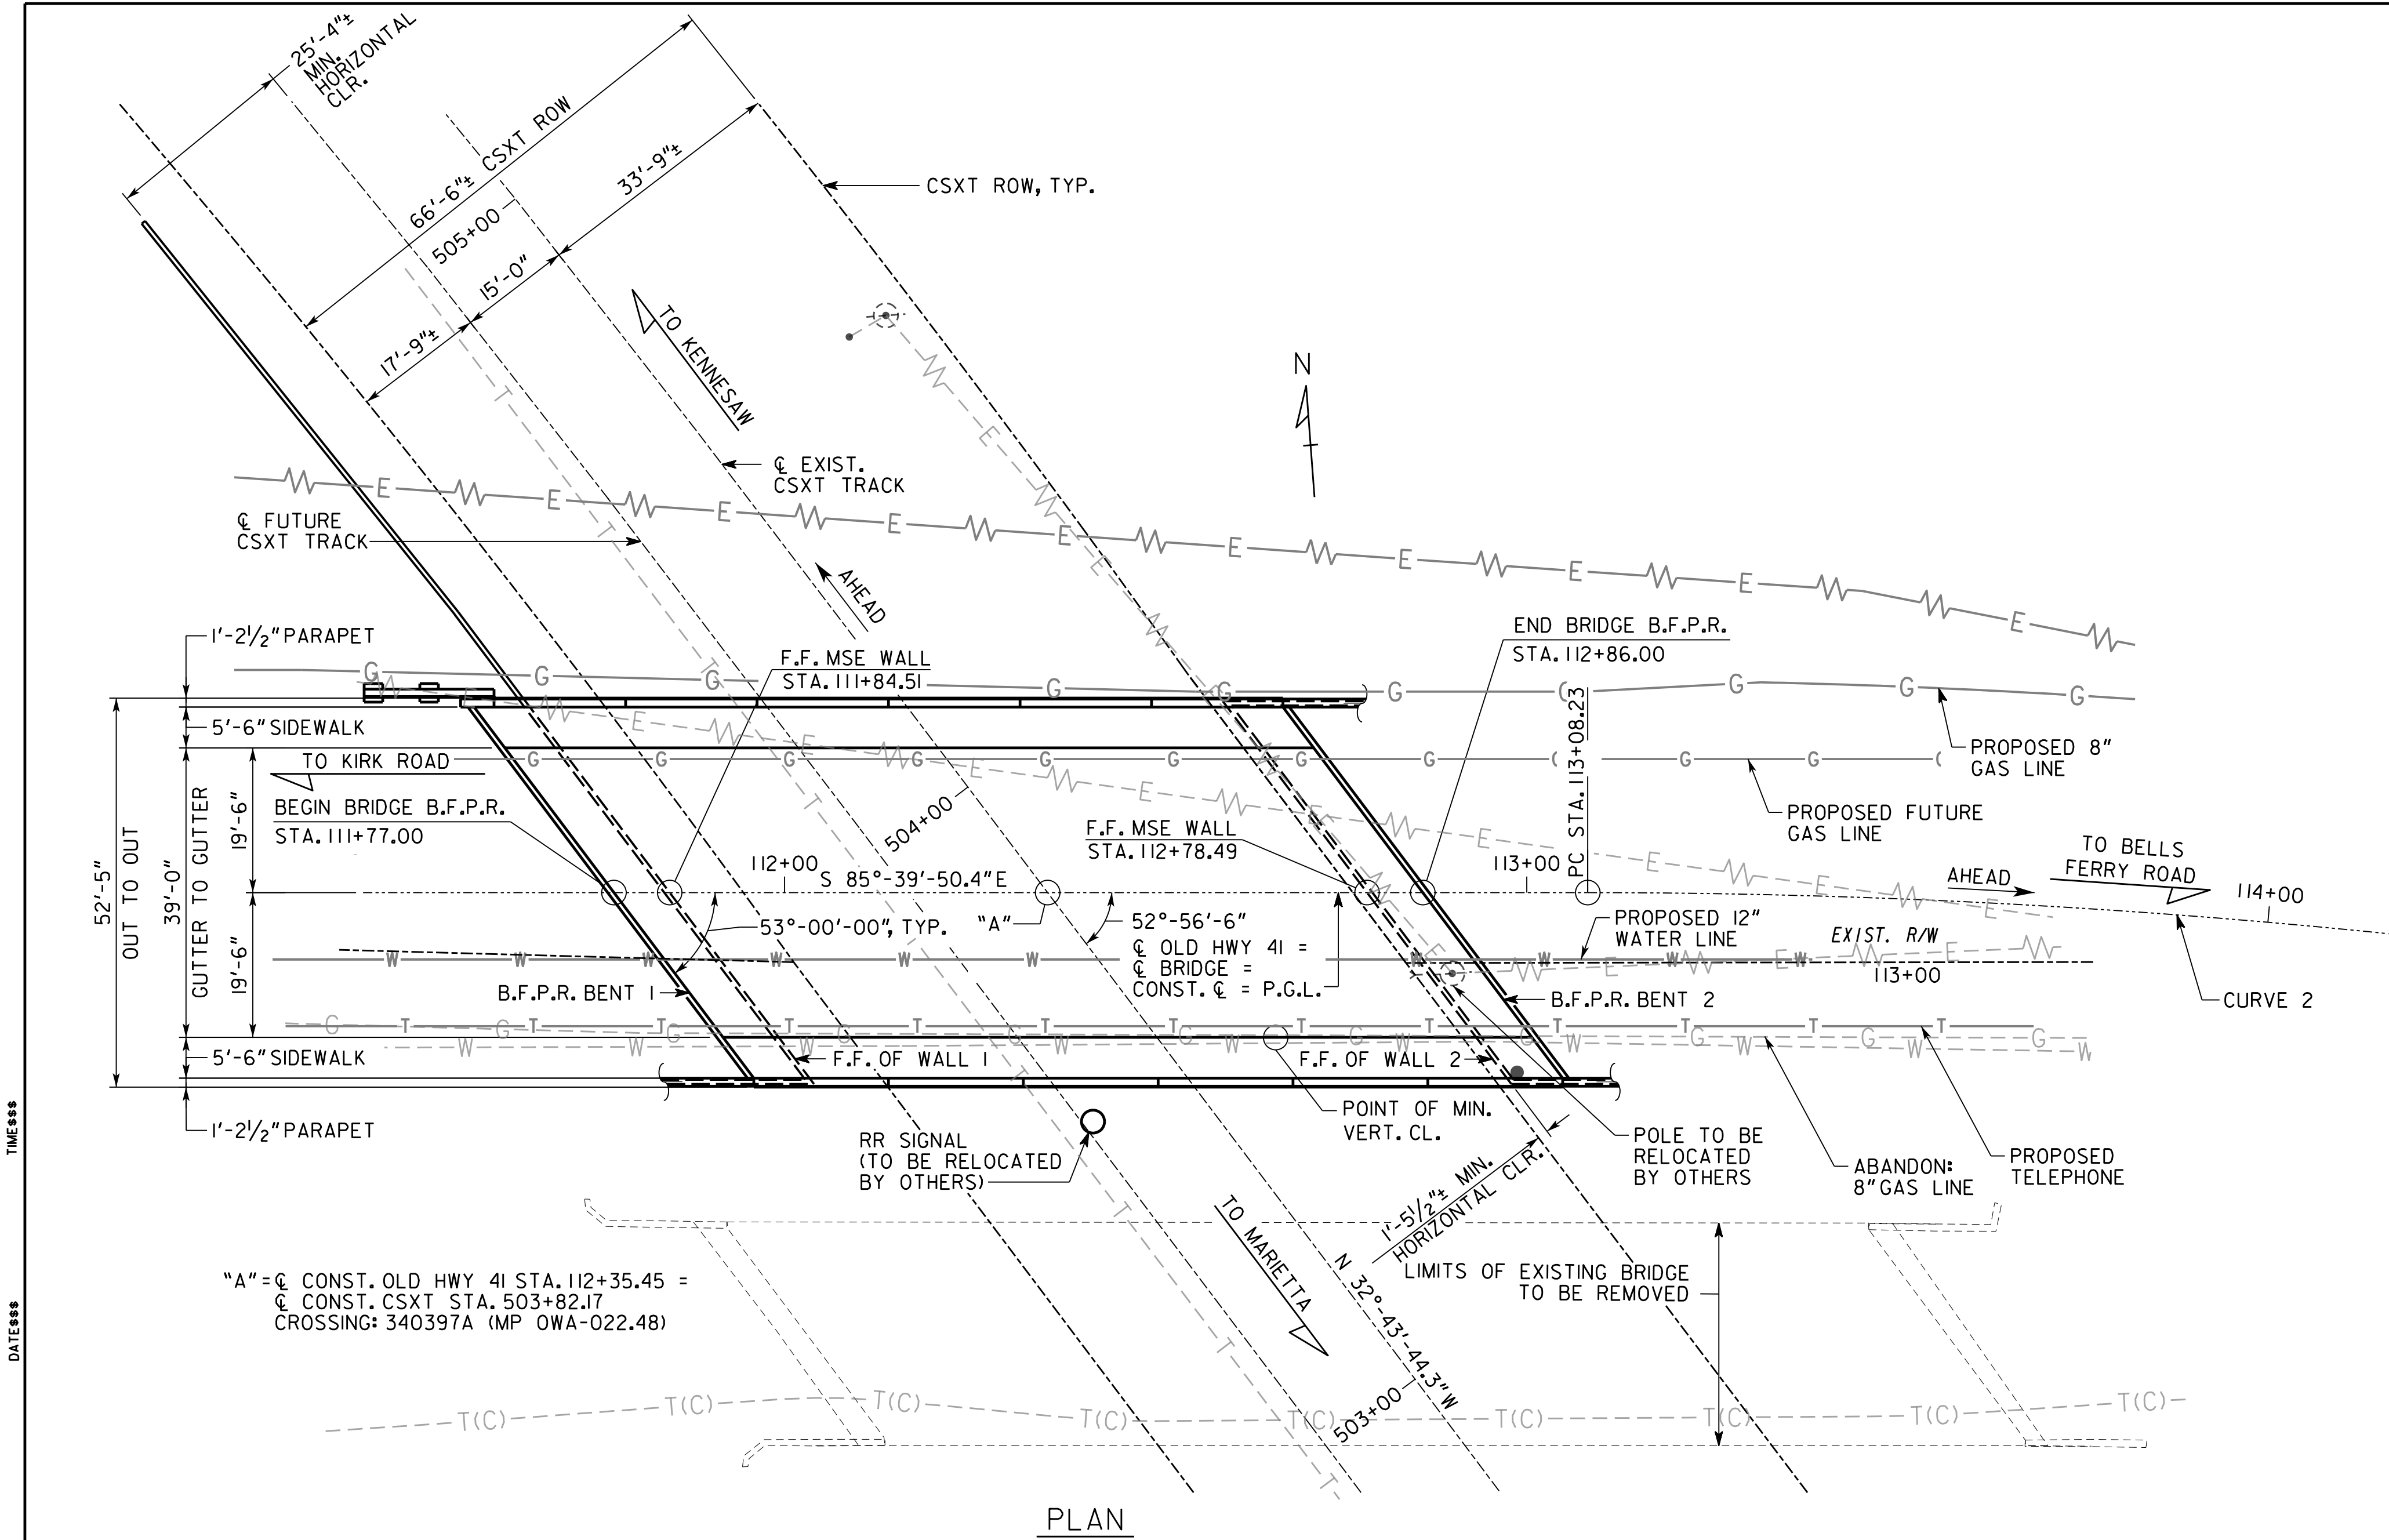 25'-4"±
MIN.
HORIZONTAL
CLR.
66'-6"± CSXT ROW
505+00
33'-9"±
15'-0"
17'-9"±
CSXT ROW, TYP.
TO KENNESAW
N
℄ EXIST.
CSXT TRACK
℄ FUTURE
CSXT TRACK
AHEAD
E E E E E E E E E E
1'-2½" PARAPET
F.F. MSE WALL
STA. 111+84.51
END BRIDGE B.F.P.R.
STA. 112+86.00
G G G G G G G G G
5'-6" SIDEWALK
TO KIRK ROAD
G G G G G G G G G G
PROPOSED 8"
GAS LINE
BEGIN BRIDGE B.F.P.R.
STA. 111+77.00
504+00
F.F. MSE WALL
STA. 112+78.49
PC STA. 113+08.23
PROPOSED FUTURE
GAS LINE
52'-5"
OUT TO OUT
39'-0"
GUTTER TO GUTTER
19'-6"
19'-6"
112+00
S 85°-39'-50.4"E
113+00
AHEAD
TO BELLS
FERRY ROAD
114+00
53°-00'-00", TYP.
"A"
52°-56'-6"
℄ OLD HWY 41 =
℄ BRIDGE =
CONST. ℄ = P.G.L.
PROPOSED 12"
WATER LINE
EXIST. R/W
113+00
W W W W W W W W W W
B.F.P.R. BENT 1
B.F.P.R. BENT 2
CURVE 2
T T T T T T T T T T T T T
5'-6" SIDEWALK
F.F. OF WALL 1
F.F. OF WALL 2
1'-2½" PARAPET
POINT OF MIN.
VERT. CL.
RR SIGNAL
(TO BE RELOCATED
BY OTHERS)
POLE TO BE
RELOCATED
BY OTHERS
ABANDON:
8" GAS LINE
PROPOSED
TELEPHONE
1'-5½"± MIN.
HORIZONTAL CLR.
TO MARIETTA
N 32°-43'-44.3"W
LIMITS OF EXISTING BRIDGE
TO BE REMOVED
"A" = ℄ CONST. OLD HWY 41 STA. 112+35.45 =
℄ CONST. CSXT STA. 503+82.17
CROSSING: 340397A (MP OWA-022.48)
503+00
T(C) T(C) T(C) T(C) T(C) T(C) T(C) T(C) T(C)
PLAN
TIME$$$
DATE$$$